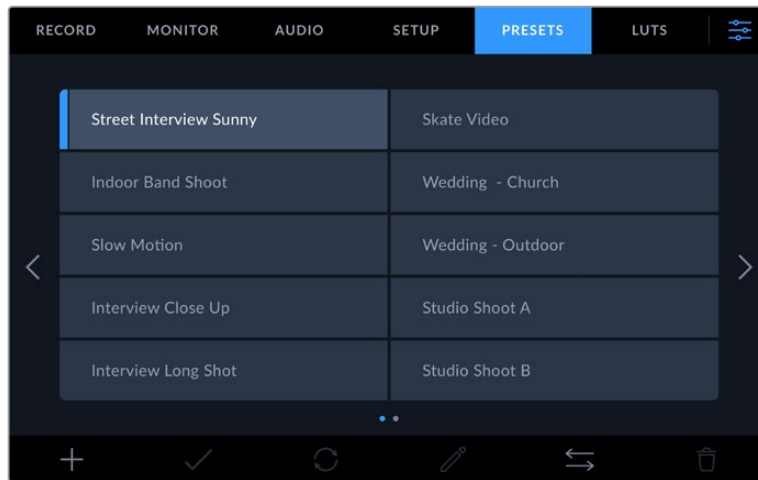 RECORD MONITOR AUDIO SETUP PRESETS LUTS
Street Interview Sunny
Skate Video
Indoor Band Shoot
Wedding - Church
Slow Motion
Wedding - Outdoor
Interview Close Up
Studio Shoot A
Interview Long Shot
Studio Shoot B